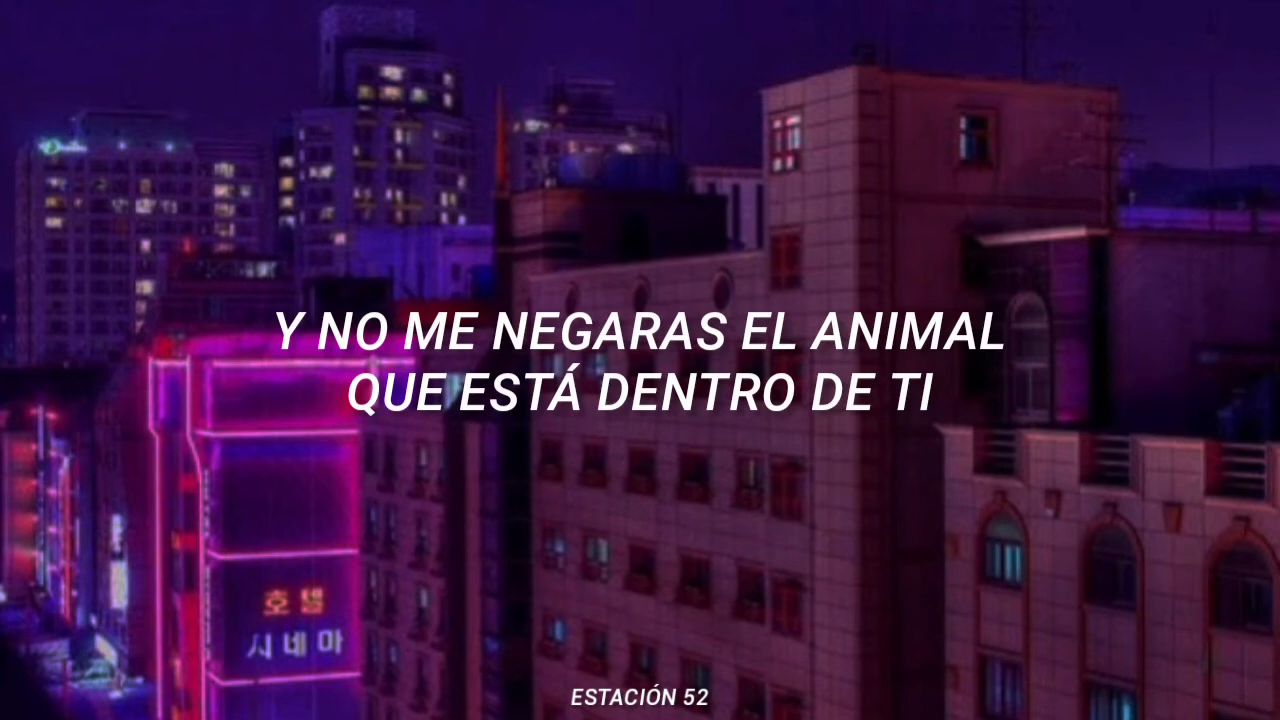 Y NO ME NEGARAS EL ANIMAL
QUE ESTÁ DENTRO DE TI
호텔
시네마
ESTACIÓN 52